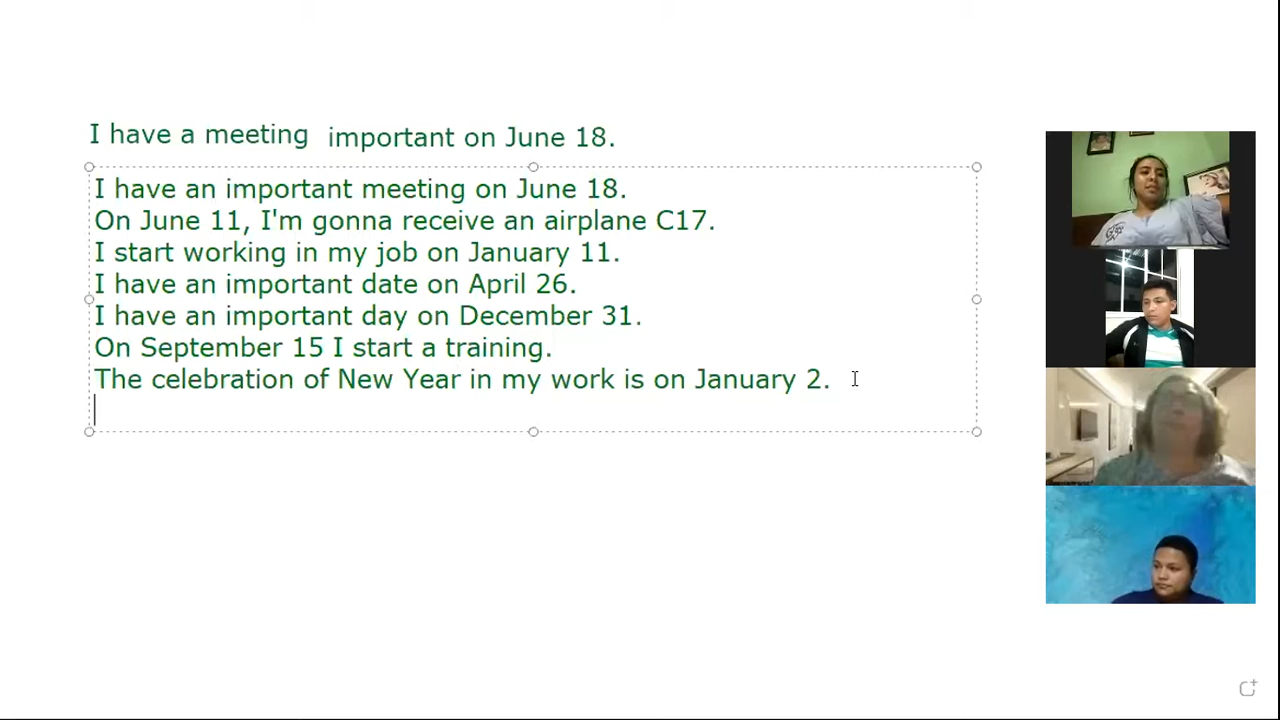 I have a meeting important on June 18.
I have an important meeting on June 18.
On June 11, I'm gonna receive an airplane C17.
I start working in my job on January 11.
I have an important date on April 26.
I have an important day on December 31.
On September 15 I start a training.
The celebration of New Year in my work is on January 2.